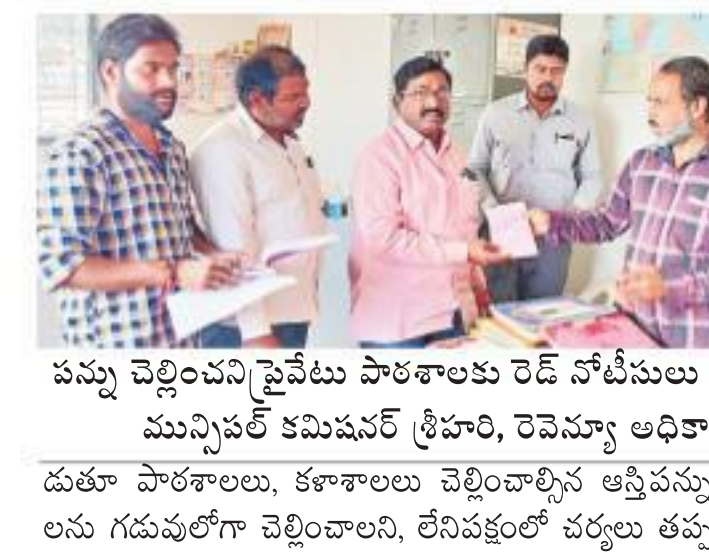 పన్ను చెల్లించని ప్రైవేటు పాఠశాలకు రెడ్ నోటీసులు
మున్సిపల్ కమిషనర్ శ్రీహరి, రెవెన్యూ అధికా
డుతూ పాఠశాలలు, కళాశాలలు చెల్లించాల్సిన ఆస్తిపన్ను
లను గడువులోగా చెల్లించాలని, లేనిపక్షంలో చర్యలు తప్ప